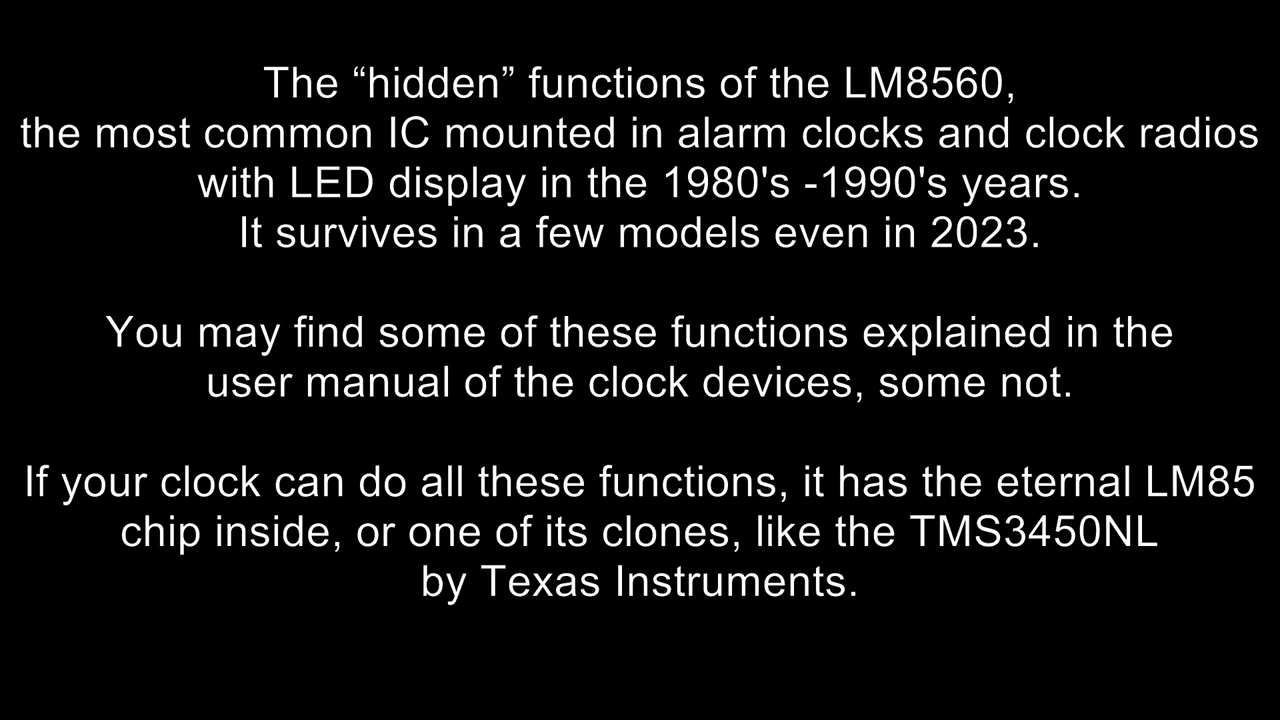 The “hidden” functions of the LM8560,
the most common IC mounted in alarm clocks and clock radios
with LED display in the 1980's -1990's years.
It survives in a few models even in 2023.
You may find some of these functions explained in the
user manual of the clock devices, some not.
If your clock can do all these functions, it has the eternal LM85
chip inside, or one of its clones, like the TMS3450NL
by Texas Instruments.